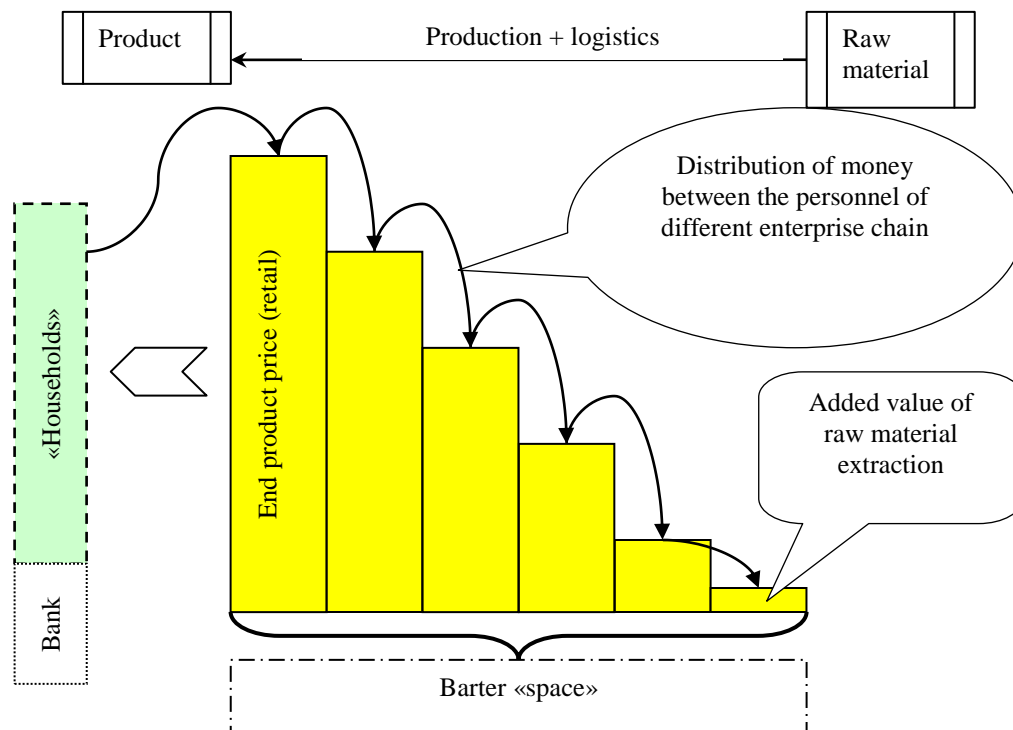 Product
Production + logistics
Raw
material
Distribution of money
between the personnel of
different enterprise chain
«Households»
End product price (retail)
Added value of
raw material
extraction
Bank
Barter «space»